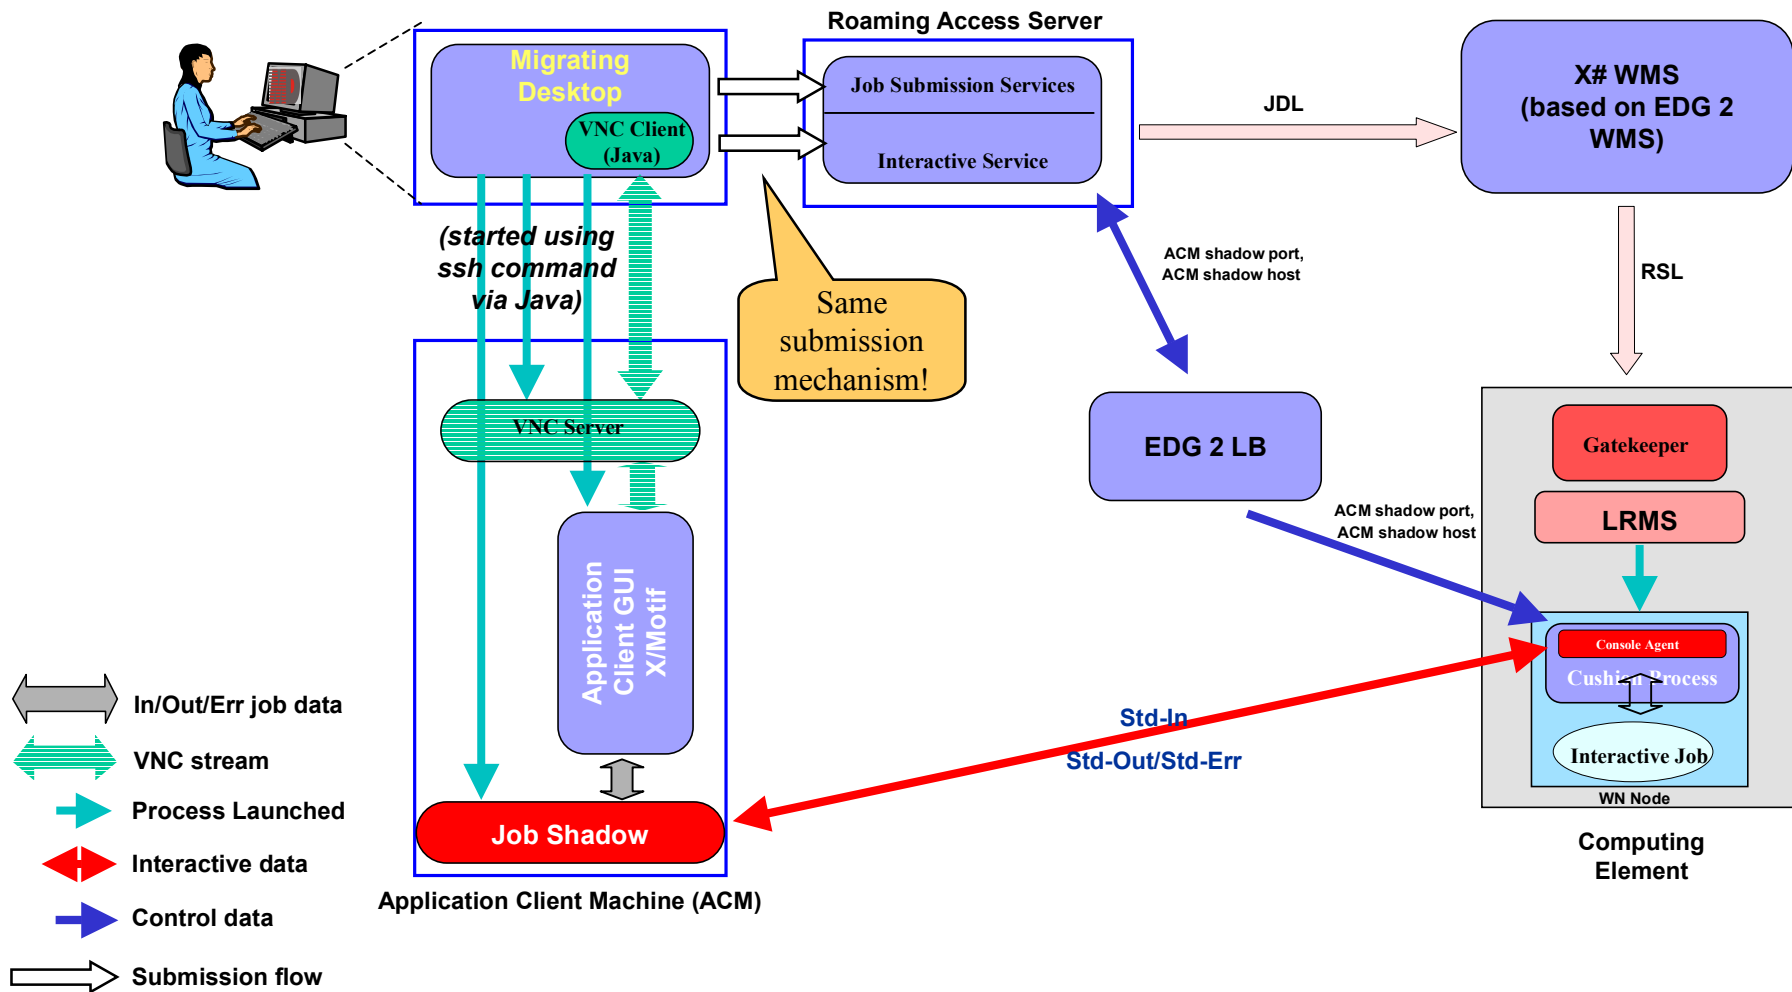 Roaming Access Server
Migrating
Desktop
VNC Client
(Java)
Job Submission Services
Interactive Service
JDL
X# WMS
(based on EDG 2
WMS)
(started using
ssh command
via Java)
ACM shadow port,
ACM shadow host
RSL
Same
submission
mechanism!
VNC Server
EDG 2 LB
Gatekeeper
LRMS
ACM shadow port,
ACM shadow host
Application
Client GUI
X/Motif
Console Agent
Cushion Process
Interactive Job
WN Node
Computing
Element
Std-In
Std-Out/Std-Err
Job Shadow
Application Client Machine (ACM)
In/Out/Err job data
VNC stream
Process Launched
Interactive data
Control data
Submission flow